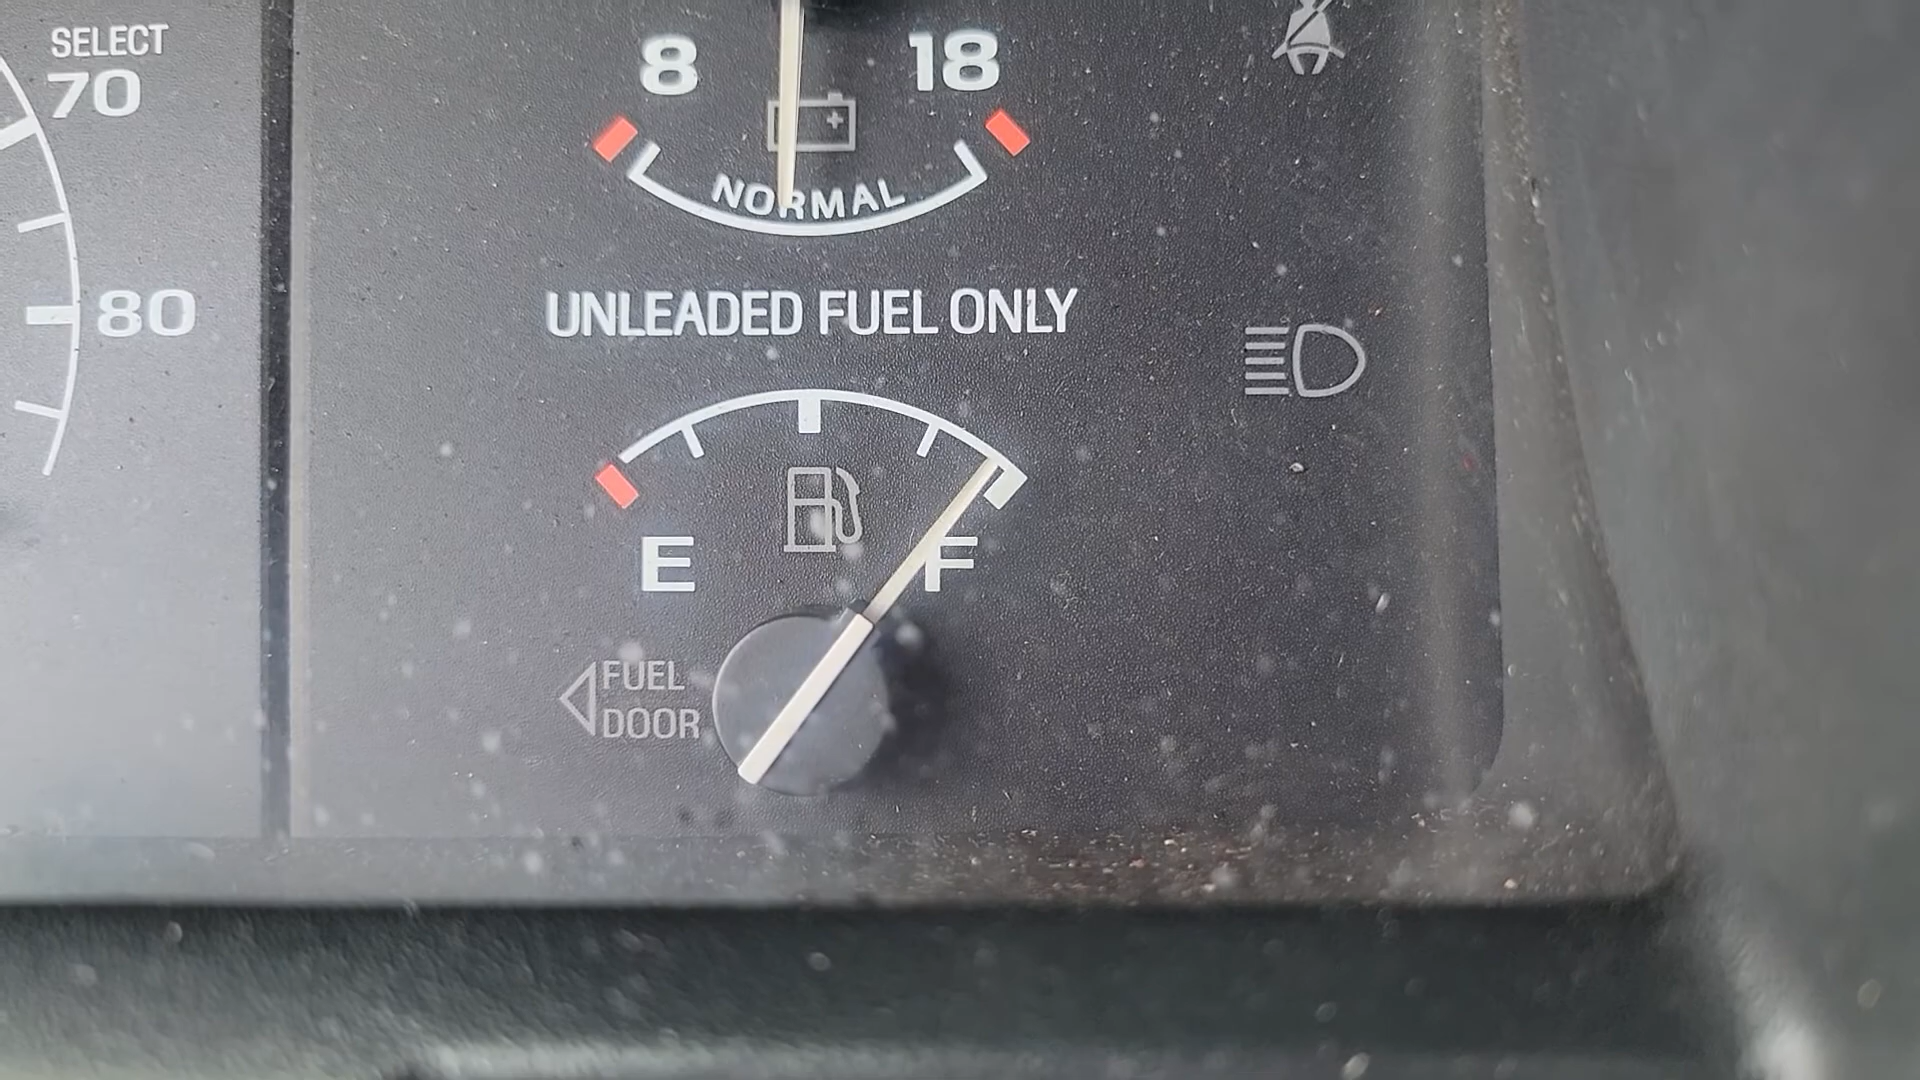 SELECT
70
80
8 18
NORMAL
UNLEADED FUEL ONLY
E F
FUEL
DOOR